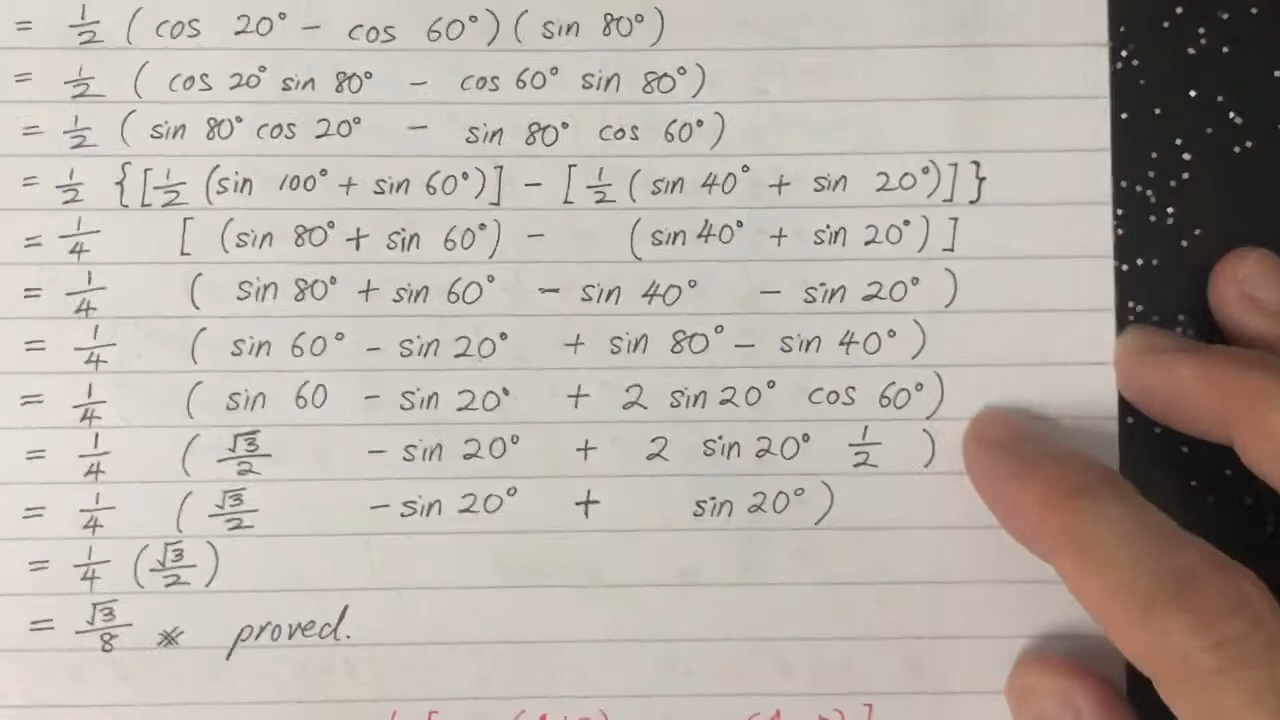 = 1/2 ( cos 20° - cos 60° ) ( sin 80° )
= 1/2 ( cos 20° sin 80° - cos 60° sin 80° )
= 1/2 ( sin 80° cos 20° - sin 80° cos 60° )
= 1/2 { [ 1/2 ( sin 100° + sin 60° ) ] - [ 1/2 ( sin 40° + sin 20° ) ] }
= 1/4 [ ( sin 80° + sin 60° ) - ( sin 40° + sin 20° ) ]
= 1/4 ( sin 80° + sin 60° - sin 40° - sin 20° )
= 1/4 ( sin 60° - sin 20° + sin 80° - sin 40° )
= 1/4 ( sin 60 - sin 20° + 2 sin 20° cos 60° )
= 1/4 ( √3/2 - sin 20° + 2 sin 20° 1/2 )
= 1/4 ( √3/2 - sin 20° + sin 20° )
= 1/4 ( √3/2 )
= √3/8 * proved.